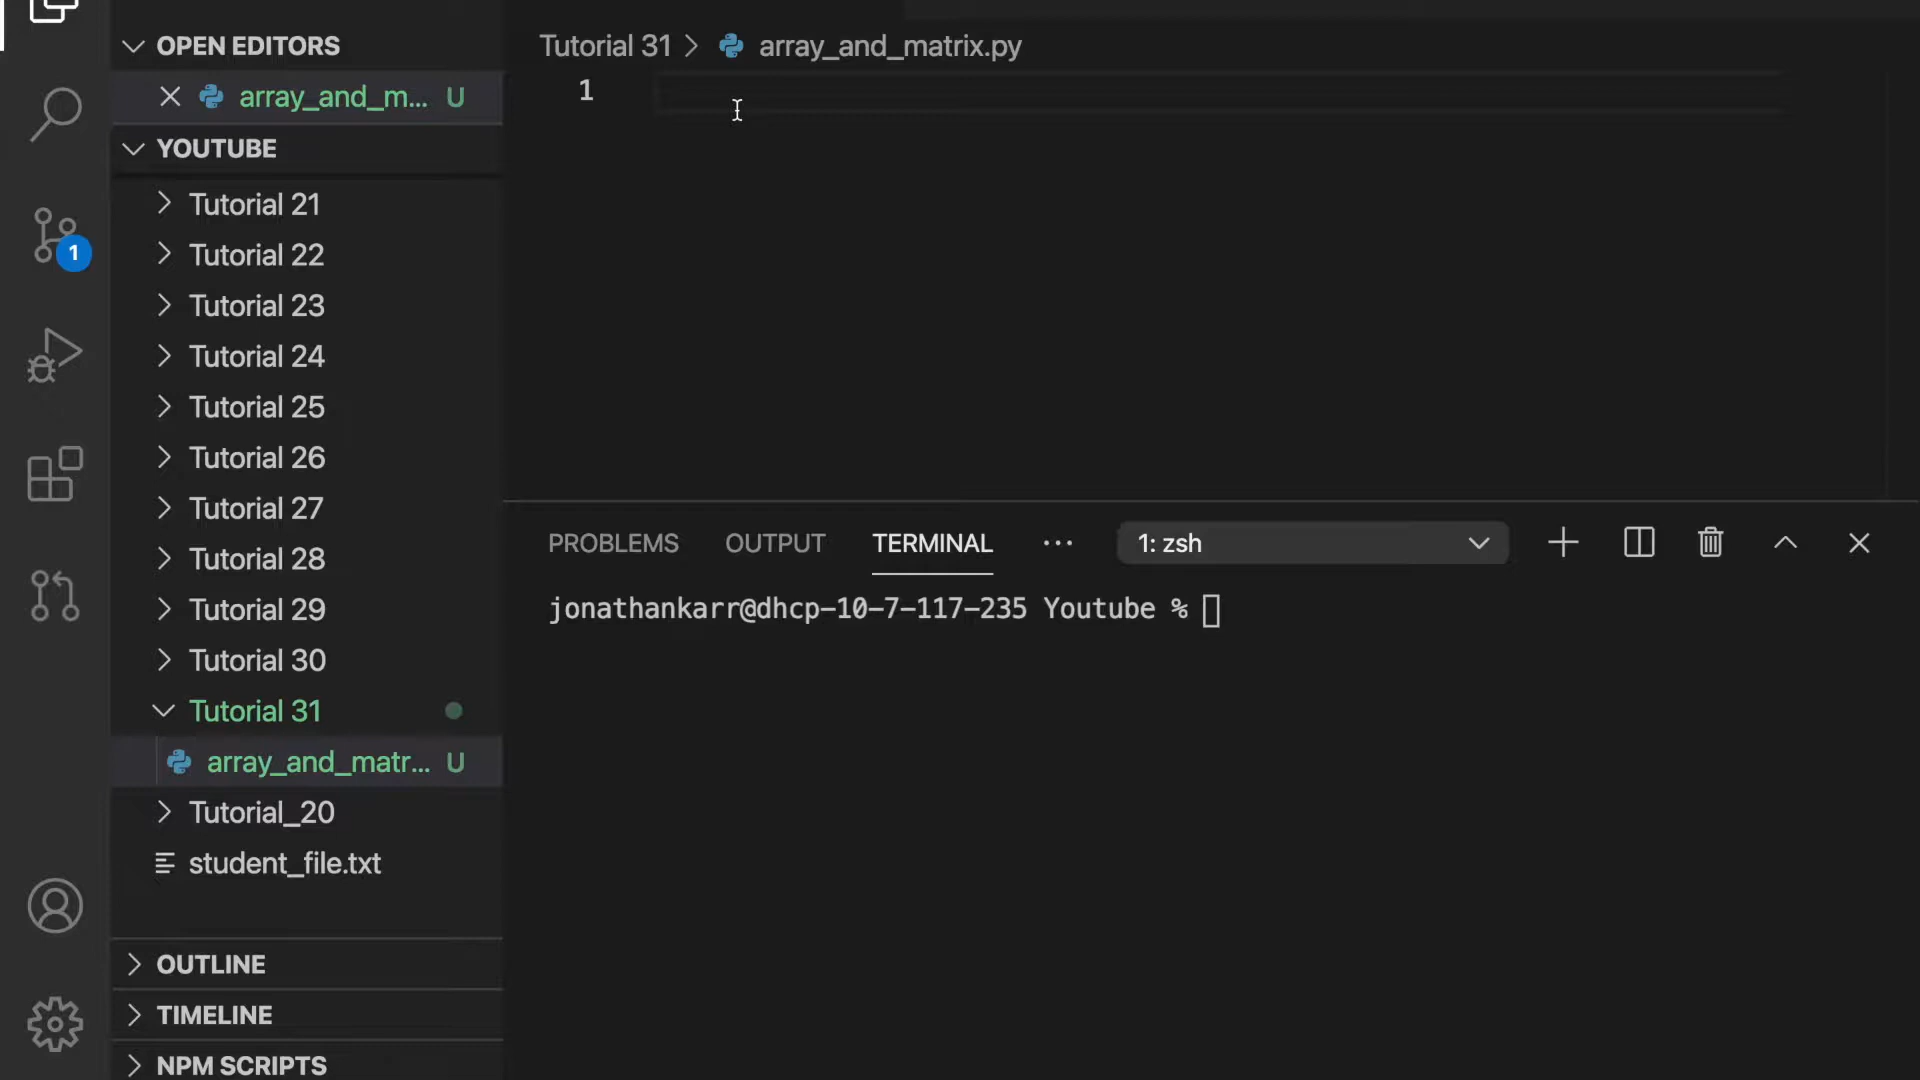 OPEN EDITORS
array_and_m... U
YOUTUBE
Tutorial 21
Tutorial 22
Tutorial 23
Tutorial 24
Tutorial 25
Tutorial 26
Tutorial 27
Tutorial 28
Tutorial 29
Tutorial 30
Tutorial 31
array_and_matr... U
Tutorial_20
student_file.txt
OUTLINE
TIMELINE
NPM SCRIPTS
1
Tutorial 31 > array_and_matrix.py
1
PROBLEMS OUTPUT TERMINAL ··· 1: zsh
jonathankarr@dhcp-10-7-117-235 Youtube %